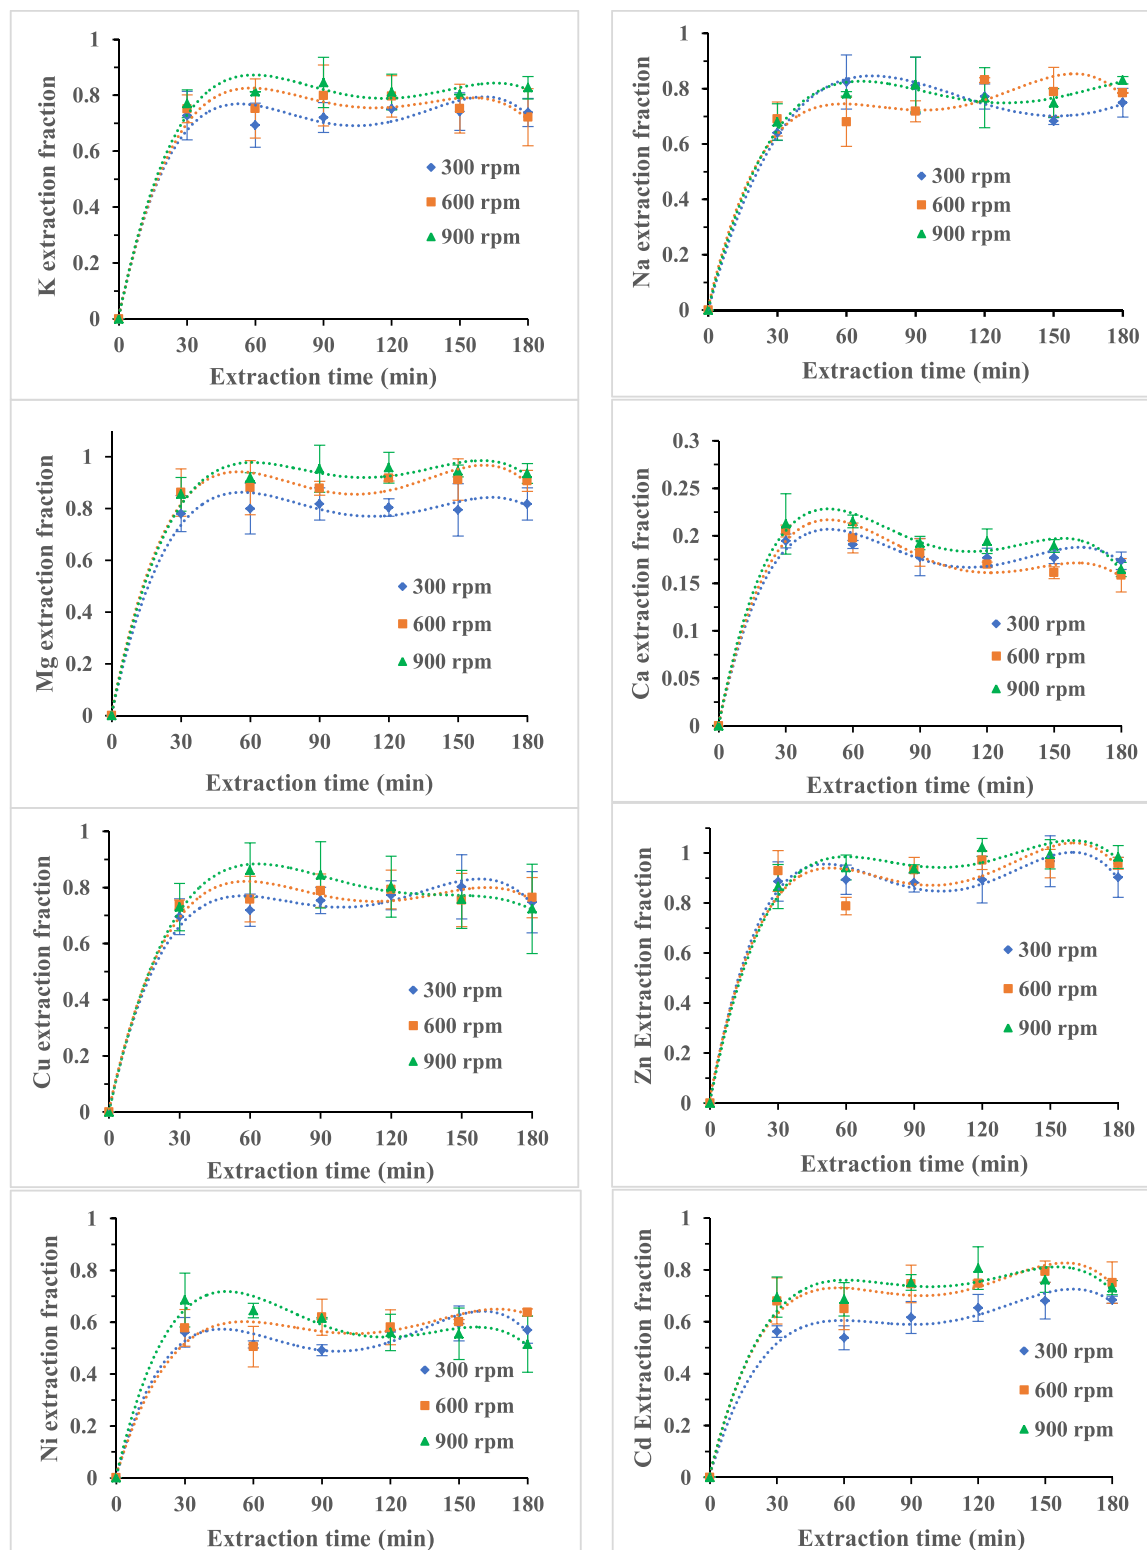 K extraction fraction
1
0.8
0.6
0.4
0.2
0
0 30 60 90 120 150 180
Extraction time (min)
300 rpm
600 rpm
900 rpm
Na extraction fraction
1
0.8
0.6
0.4
0.2
0
0 30 60 90 120 150 180
Extraction time (min)
300 rpm
600 rpm
900 rpm
Mg extraction fraction
1
0.8
0.6
0.4
0.2
0
0 30 60 90 120 150 180
Extraction time (min)
300 rpm
600 rpm
900 rpm
Ca extraction fraction
0.3
0.25
0.2
0.15
0.1
0.05
0
0 30 60 90 120 150 180
Extraction time (min)
300 rpm
600 rpm
900 rpm
Cu extraction fraction
1
0.8
0.6
0.4
0.2
0
0 30 60 90 120 150 180
Extraction time (min)
300 rpm
600 rpm
900 rpm
Zn Extraction fraction
1
0.8
0.6
0.4
0.2
0
0 30 60 90 120 150 180
Extraction time (min)
300 rpm
600 rpm
900 rpm
Ni extraction fraction
1
0.8
0.6
0.4
0.2
0
0 30 60 90 120 150 180
Extraction time (min)
300 rpm
600 rpm
900 rpm
Cd Extraction fraction
1
0.8
0.6
0.4
0.2
0
0 30 60 90 120 150 180
Extraction time (min)
300 rpm
600 rpm
900 rpm